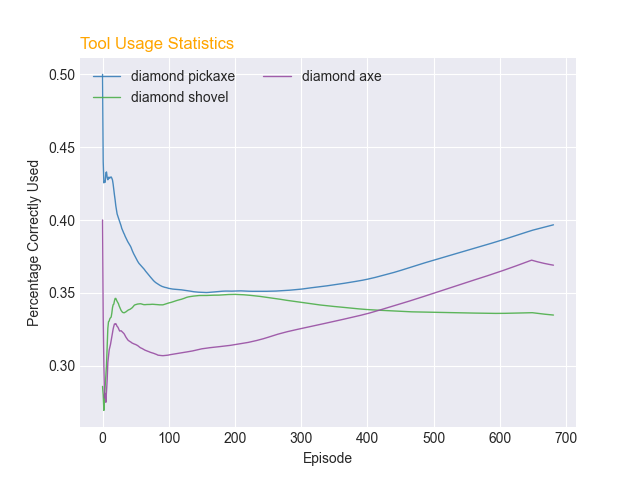 Tool Usage Statistics
diamond pickaxe
diamond shovel
diamond axe
Percentage Correctly Used
0.50
0.45
0.40
0.35
0.30
0 100 200 300 400 500 600 700
Episode